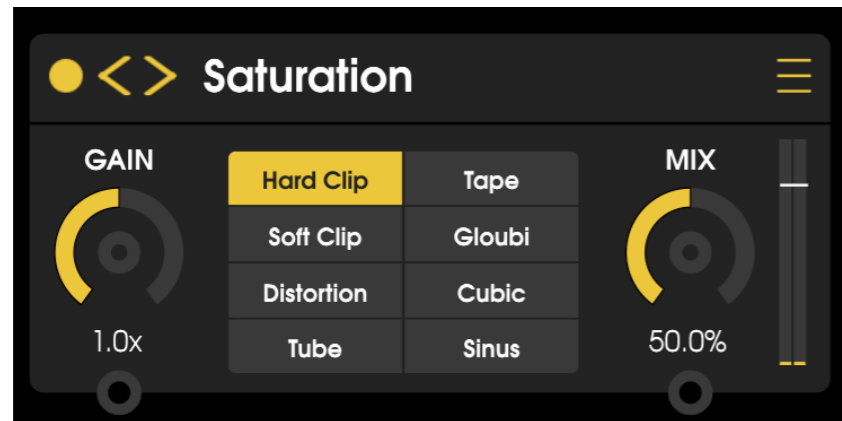 Saturation
GAIN
MIX
Hard Clip
Tape
Soft Clip
Gloubi
Distortion
Cubic
Tube
Sinus
1.0x
50.0%